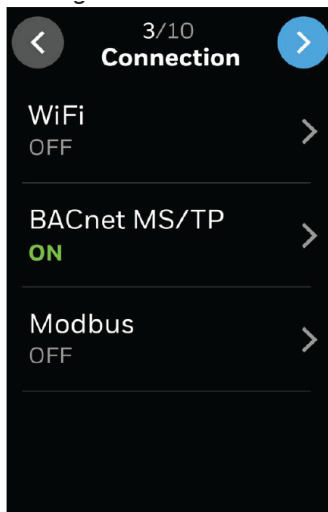 3/10
Connection
WiFi
OFF
BACnet MS/TP
ON
Modbus
OFF